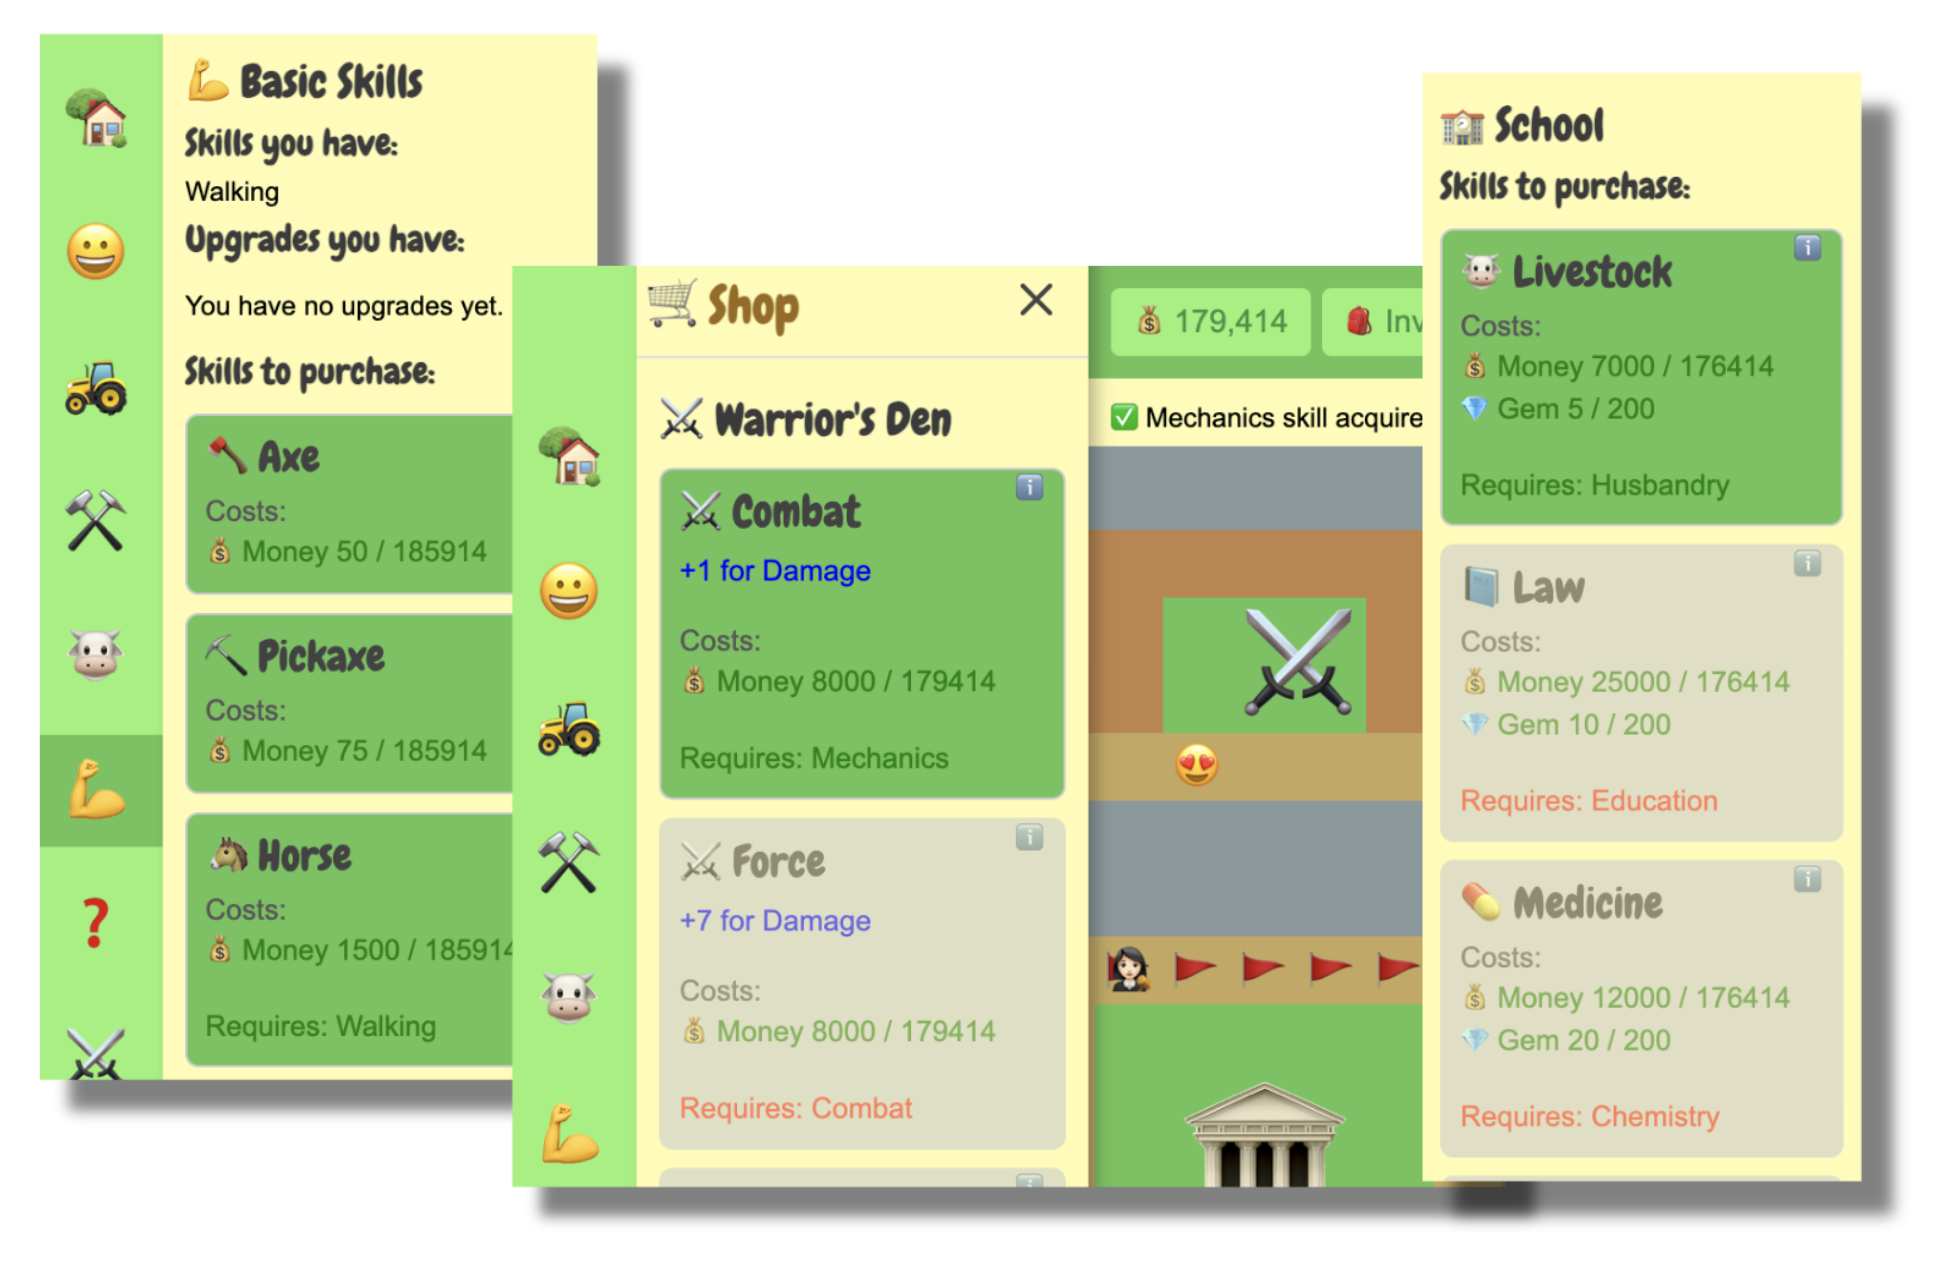 Basic Skills
Skills you have:
Walking
Upgrades you have:
You have no upgrades yet.
Skills to purchase:
Axe
Costs:
Money 50 / 185914
Pickaxe
Costs:
Money 75 / 185914
Horse
Costs:
Money 1500 / 185914
Requires: Walking
Shop
Warrior's Den
Combat
+1 for Damage
Costs:
Money 8000 / 179414
Requires: Mechanics
Force
+7 for Damage
Costs:
Money 8000 / 179414
Requires: Combat
179,414
Inv
Mechanics skill acquire
School
Skills to purchase:
Livestock
Costs:
Money 7000 / 176414
Gem 5 / 200
Requires: Husbandry
Law
Costs:
Money 25000 / 176414
Gem 10 / 200
Requires: Education
Medicine
Costs:
Money 12000 / 176414
Gem 20 / 200
Requires: Chemistry